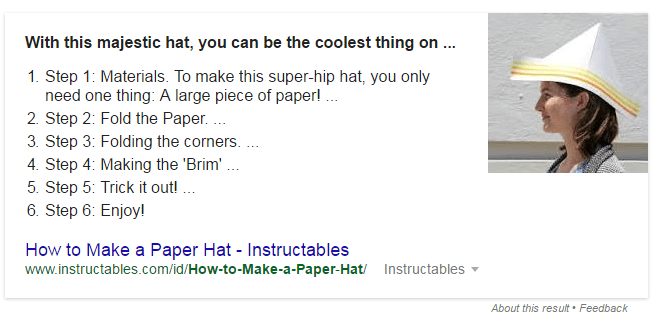 With this majestic hat, you can be the coolest thing on ...
1. Step 1: Materials. To make this super-hip hat, you only
need one thing: A large piece of paper! ...
2. Step 2: Fold the Paper. ...
3. Step 3: Folding the corners. ...
4. Step 4: Making the 'Brim' ...
5. Step 5: Trick it out! ...
6. Step 6: Enjoy!
How to Make a Paper Hat - Instructables
www.instructables.com/id/How-to-Make-a-Paper-Hat/ Instructables
About this result • Feedback